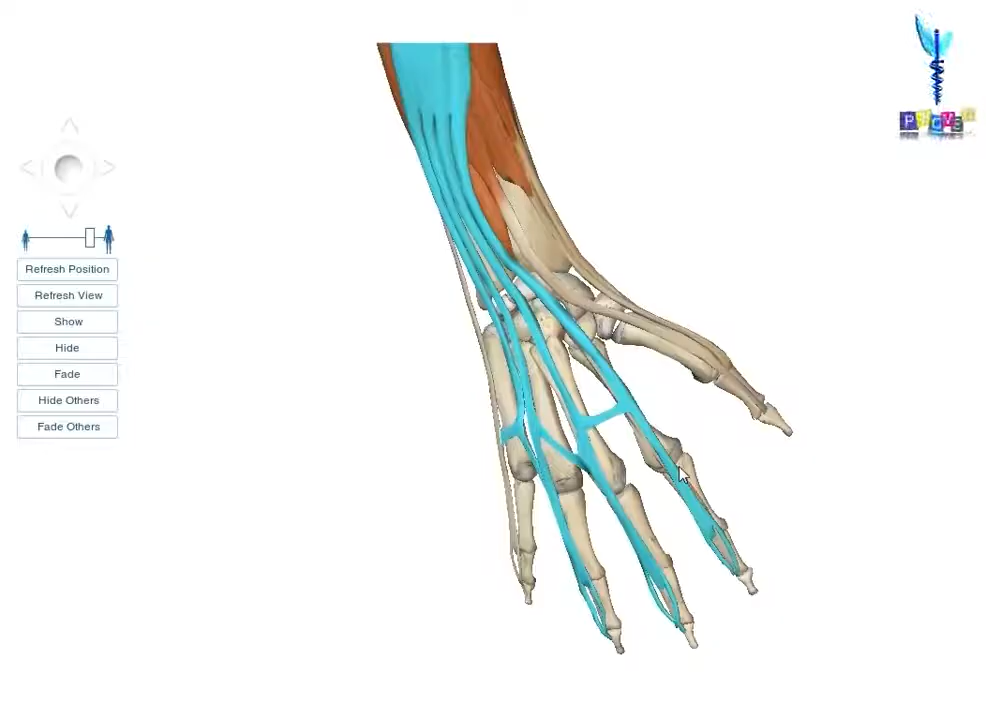 Refresh Position
Refresh View
Show
Hide
Fade
Hide Others
Fade Others